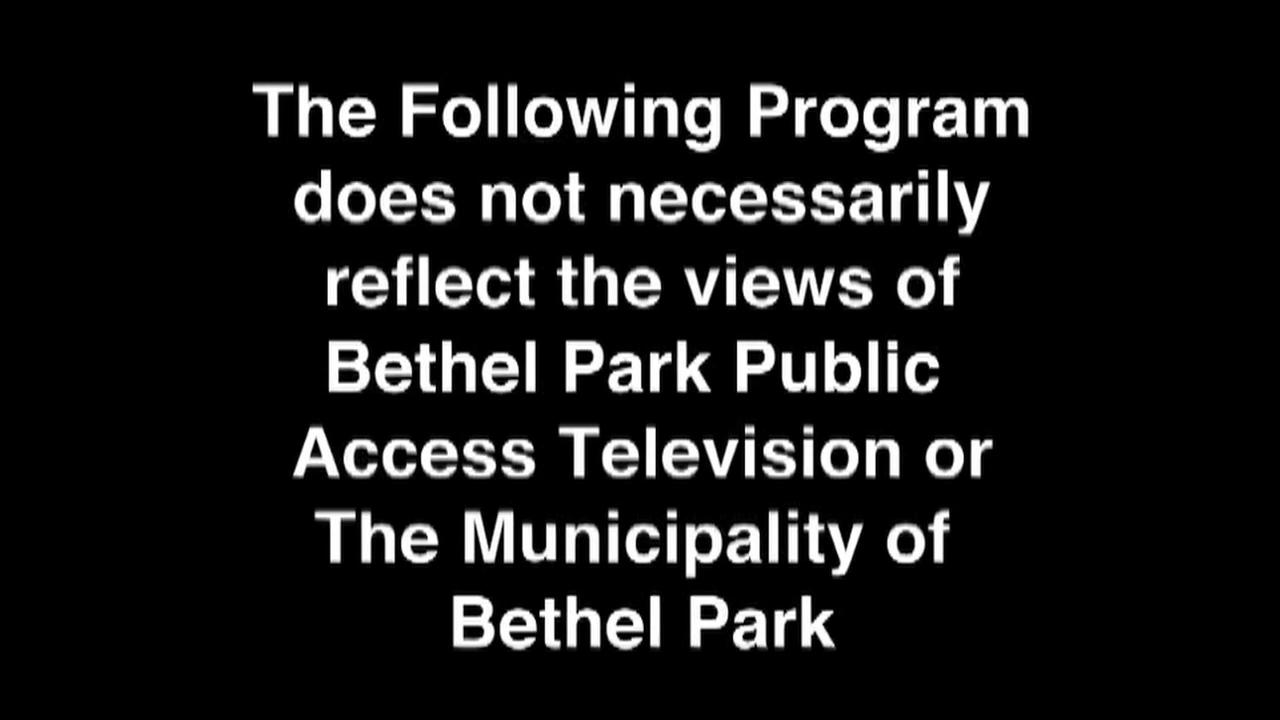 The Following Program
does not necessarily
reflect the views of
Bethel Park Public
Access Television or
The Municipality of
Bethel Park